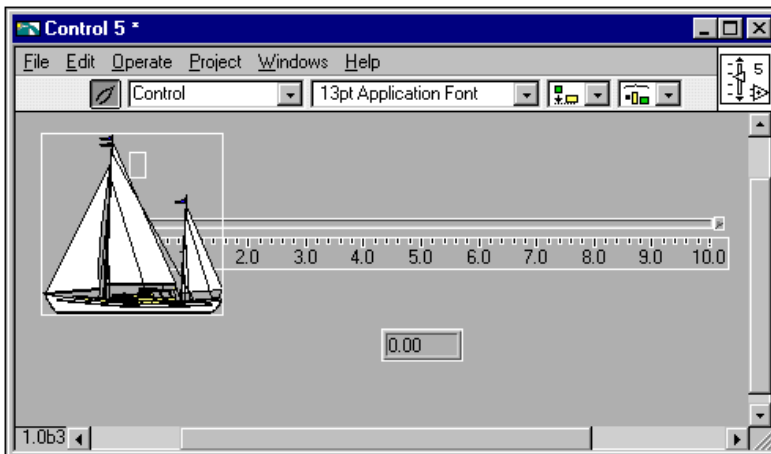 Control 5 *
File Edit Operate Project Windows Help
Control 13pt Application Font
5
2.0 3.0 4.0 5.0 6.0 7.0 8.0 9.0 10.0
0.00
1.0b3